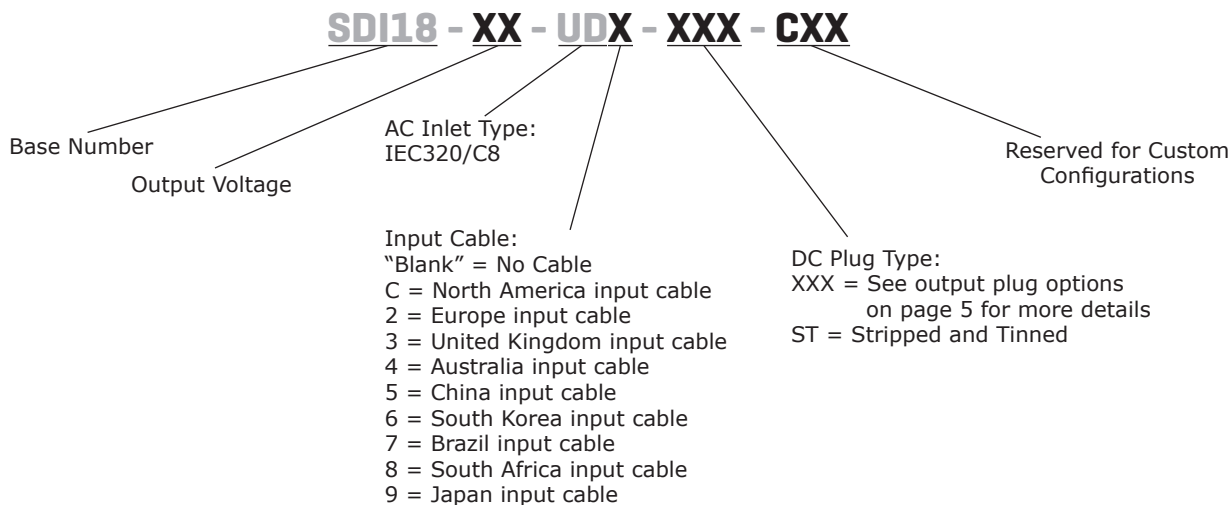 SDI18 - XX - UDX - XXX - CXX
Base Number
Output Voltage
AC Inlet Type:
IEC320/C8
Input Cable:
“Blank” = No Cable
C = North America input cable
2 = Europe input cable
3 = United Kingdom input cable
4 = Australia input cable
5 = China input cable
6 = South Korea input cable
7 = Brazil input cable
8 = South Africa input cable
9 = Japan input cable
DC Plug Type:
XXX = See output plug options
on page 5 for more details
ST = Stripped and Tinned
Reserved for Custom
Configurations